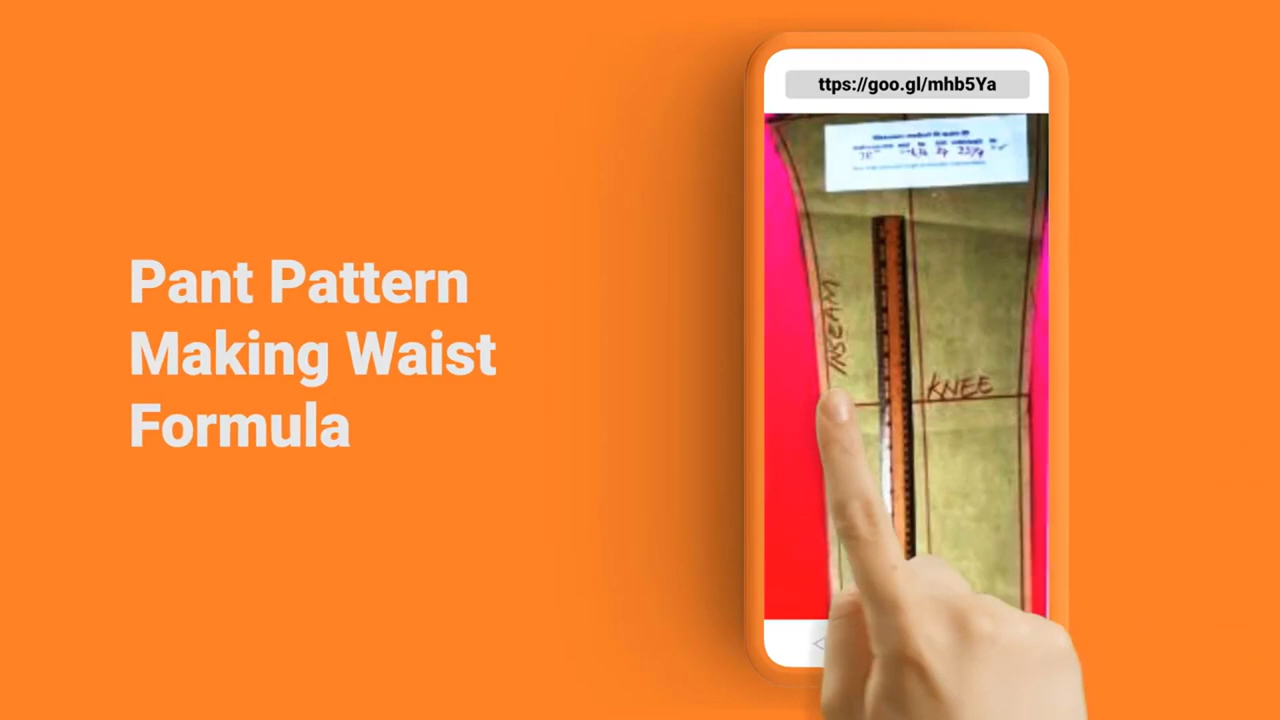 Pant Pattern
Making Waist
Formula
ttps://goo.gl/mhb5Ya
INSEAM
KNEE